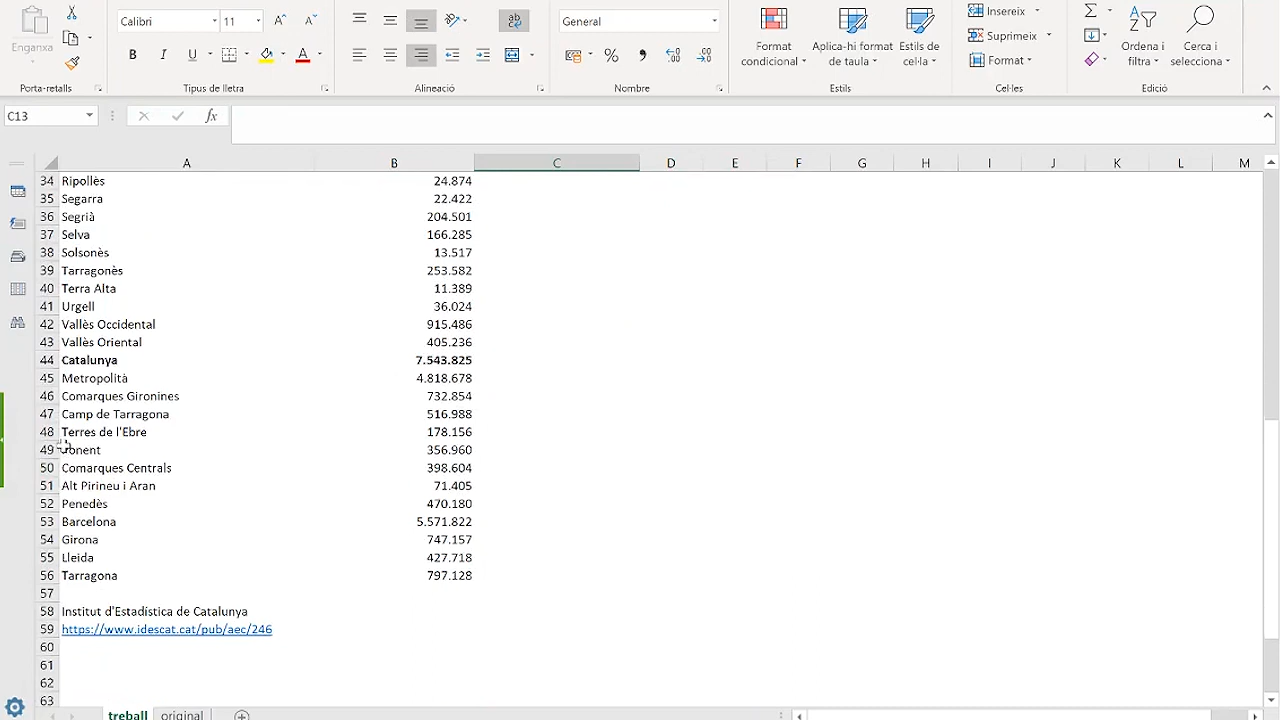 Enganxa
Porta-retalls
Calibri 11
B I U
Tipus de lletra
Alineació
General
Nombre
Format condicional
Aplica-hi format de taula
Estils de cel·la
Estils
Insereix
Suprimeix
Format
Cel·les
Ordena i filtra
Cerca i selecciona
Edició
C13
fx
A B C D E F G H I J K L M
34 Ripollès 24.874
35 Segarra 22.422
36 Segrià 204.501
37 Selva 166.285
38 Solsonès 13.517
39 Tarragonès 253.582
40 Terra Alta 11.389
41 Urgell 36.024
42 Vallès Occidental 915.486
43 Vallès Oriental 405.236
44 Catalunya 7.543.825
45 Metropolità 4.818.678
46 Comarques Gironines 732.854
47 Camp de Tarragona 516.988
48 Terres de l'Ebre 178.156
49 Ponent 356.960
50 Comarques Centrals 398.604
51 Alt Pirineu i Aran 71.405
52 Penedès 470.180
53 Barcelona 5.571.822
54 Girona 747.157
55 Lleida 427.718
56 Tarragona 797.128
57
58 Institut d'Estadística de Catalunya
59 https://www.idescat.cat/pub/aec/246
60
61
62
63
treball original